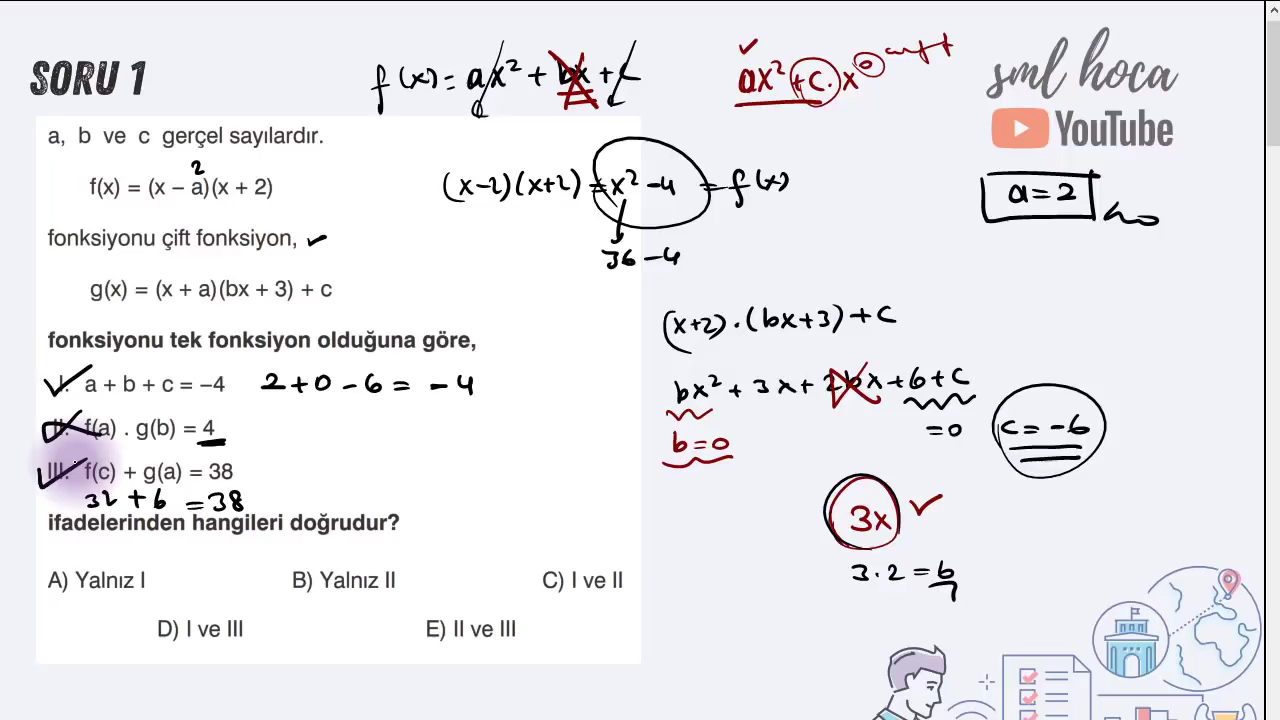 SORU 1
f(x) = ax² + bx + c
ax² + c. x⁰ çift
sml hoca
YouTube
a, b ve c gerçel sayılardır.
2
f(x) = (x – a)(x + 2)
(x-2)(x+2) = x² - 4 = f(x)
a = 2
36 - 4
fonksiyonu çift fonksiyon,
g(x) = (x + a)(bx + 3) + c
(x+2).(bx+3)+c
fonksiyonu tek fonksiyon olduğuna göre,
I. a + b + c = –4 2+0-6 = -4
bx² + 3x + 2bx + 6 + c
= 0
c = -6
b = 0
II. f(a) . g(b) = 4
III. f(c) + g(a) = 38
32 + 6 = 38
3x
3.2 = 6
ifadelerinden hangileri doğrudur?
A) Yalnız I B) Yalnız II C) I ve II
D) I ve III E) II ve III